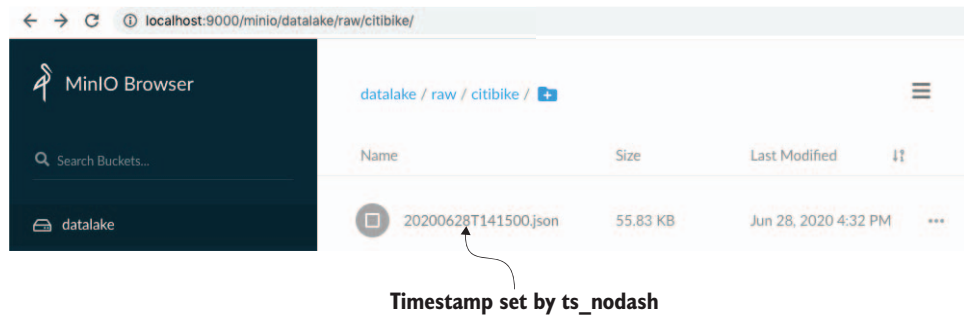 localhost:9000/minio/datalake/raw/citibike/
MinIO Browser
datalake / raw / citibike /
Search Buckets...
Name Size Last Modified
datalake
20200628T141500.json 55.83 KB Jun 28, 2020 4:32 PM
Timestamp set by ts_nodash